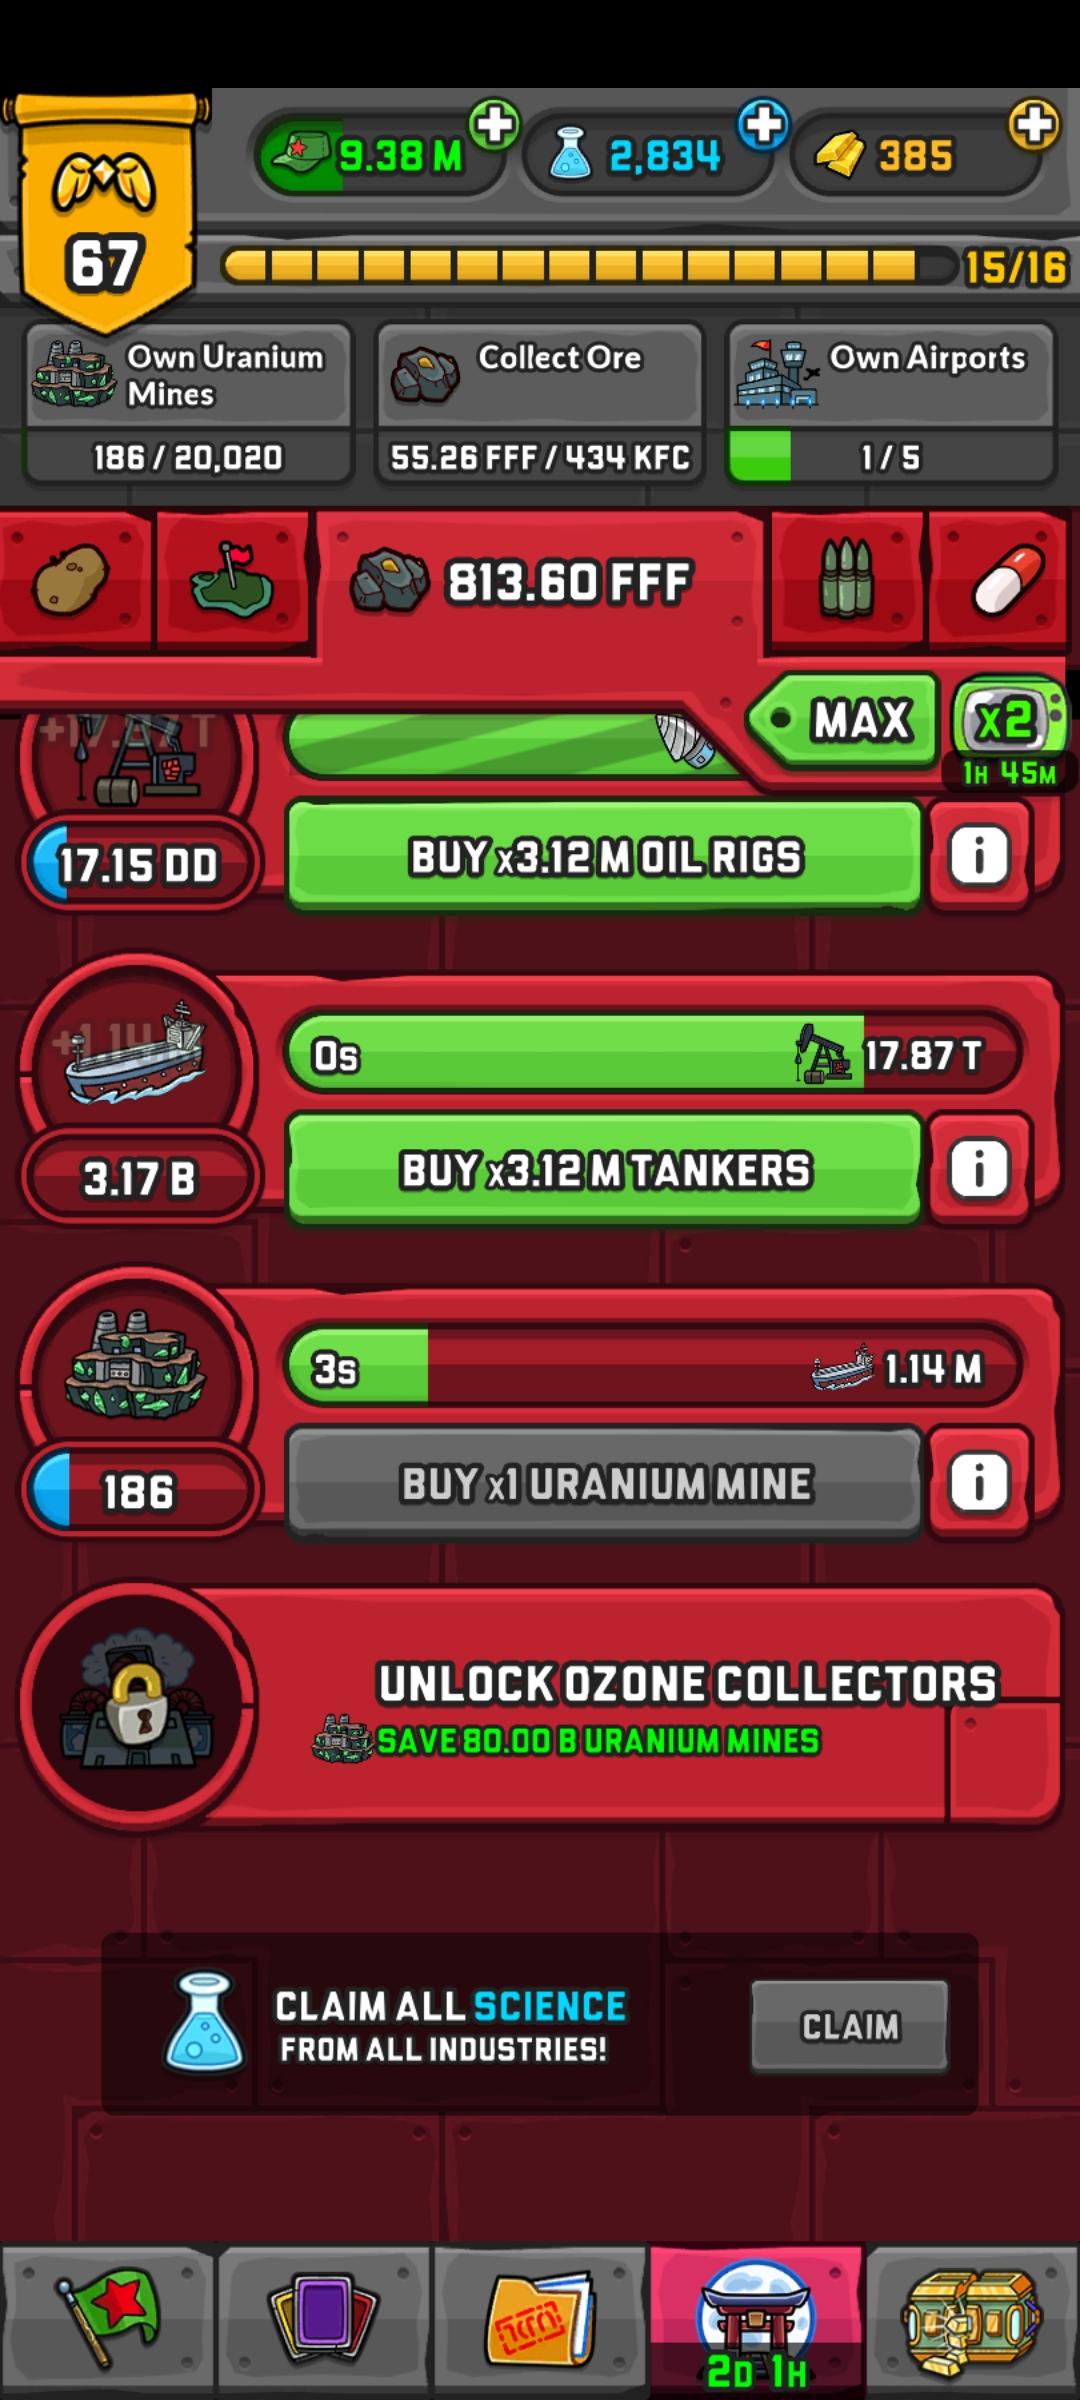 9.38 M
2,834
385
67
15/16
Own Uranium
Mines
186 / 20,020
Collect Ore
55.26 FFF / 434 KFC
Own Airports
1 / 5
813.60 FFF
MAX
x2
1H 45M
+17.87 T
17.15 DD
BUY x3.12 M OIL RIGS
0s
17.87 T
3.17 B
BUY x3.12 M TANKERS
3s
1.14 M
186
BUY x1 URANIUM MINE
UNLOCK OZONE COLLECTORS
SAVE 80.00 B URANIUM MINES
CLAIM ALL SCIENCE
FROM ALL INDUSTRIES!
CLAIM
2D 1H